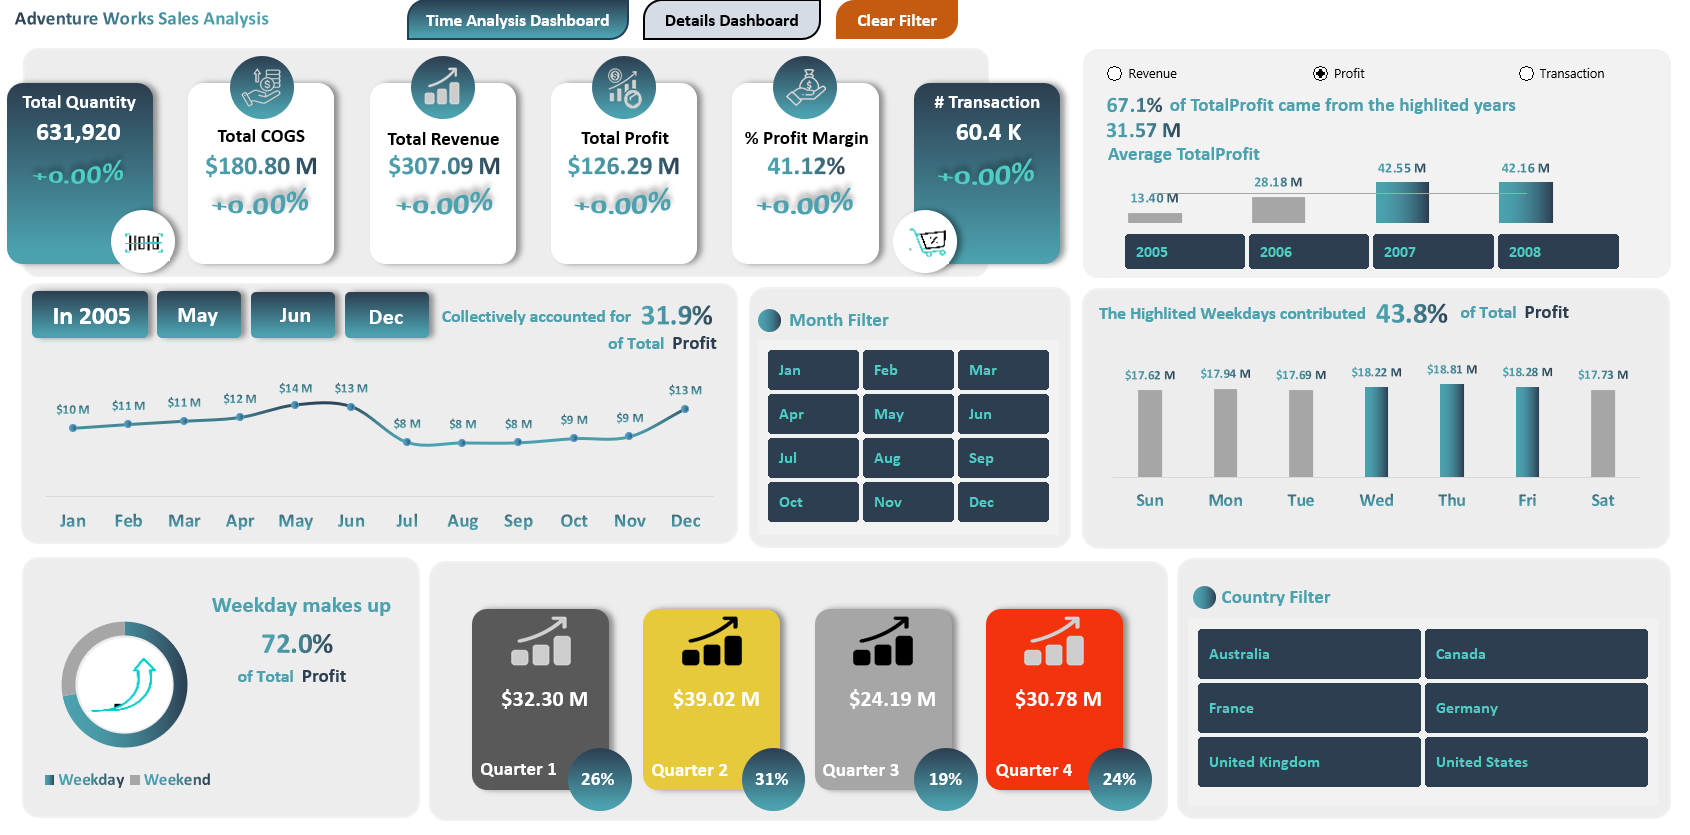 Adventure Works Sales Analysis
Time Analysis Dashboard
Details Dashboard
Clear Filter
Total Quantity
631,920
+0.00%
Total COGS
$180.80 M
+0.00%
Total Revenue
$307.09 M
+0.00%
Total Profit
$126.29 M
+0.00%
% Profit Margin
41.12%
+0.00%
# Transaction
60.4 K
+0.00%
Revenue
Profit
Transaction
67.1% of TotalProfit came from the highlited years
31.57 M
Average TotalProfit
13.40 M
28.18 M
42.55 M
42.16 M
2005
2006
2007
2008
In 2005
May
Jun
Dec
Collectively accounted for 31.9%
of Total Profit
$10 M
$11 M
$11 M
$12 M
$14 M
$13 M
$8 M
$8 M
$8 M
$9 M
$9 M
$13 M
Jan
Feb
Mar
Apr
May
Jun
Jul
Aug
Sep
Oct
Nov
Dec
Month Filter
Jan
Feb
Mar
Apr
May
Jun
Jul
Aug
Sep
Oct
Nov
Dec
The Highlited Weekdays contributed 43.8% of Total Profit
$17.62 M
$17.94 M
$17.69 M
$18.22 M
$18.81 M
$18.28 M
$17.73 M
Sun
Mon
Tue
Wed
Thu
Fri
Sat
Weekday makes up
72.0%
of Total Profit
Weekday
Weekend
$32.30 M
Quarter 1
26%
$39.02 M
Quarter 2
31%
$24.19 M
Quarter 3
19%
$30.78 M
Quarter 4
24%
Country Filter
Australia
Canada
France
Germany
United Kingdom
United States